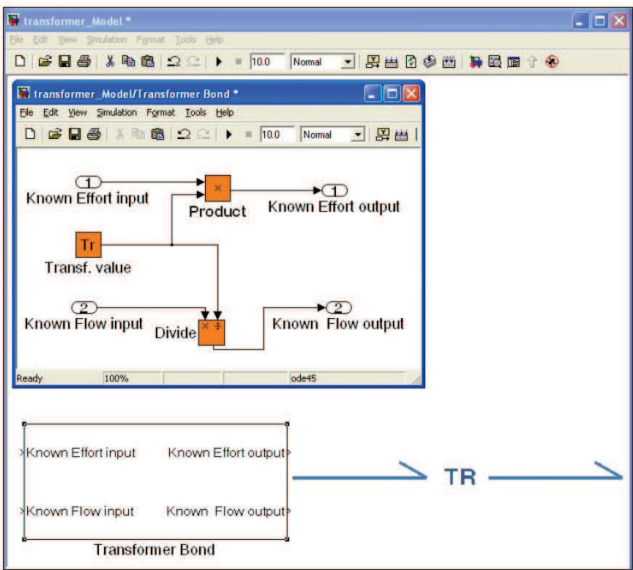 transformer_Model *
File Edit View Simulation Format Tools Help
10.0 Normal
transformer_Model/Transformer Bond *
File Edit View Simulation Format Tools Help
10.0 Normal
1
Known Effort input
×
Product
1
Known Effort output
Tr
Transf. value
2
Known Flow input
Divide
× ÷
2
Known Flow output
Ready 100% ode45
Known Effort input Known Effort output
TR
Known Flow input Known Flow output
Transformer Bond